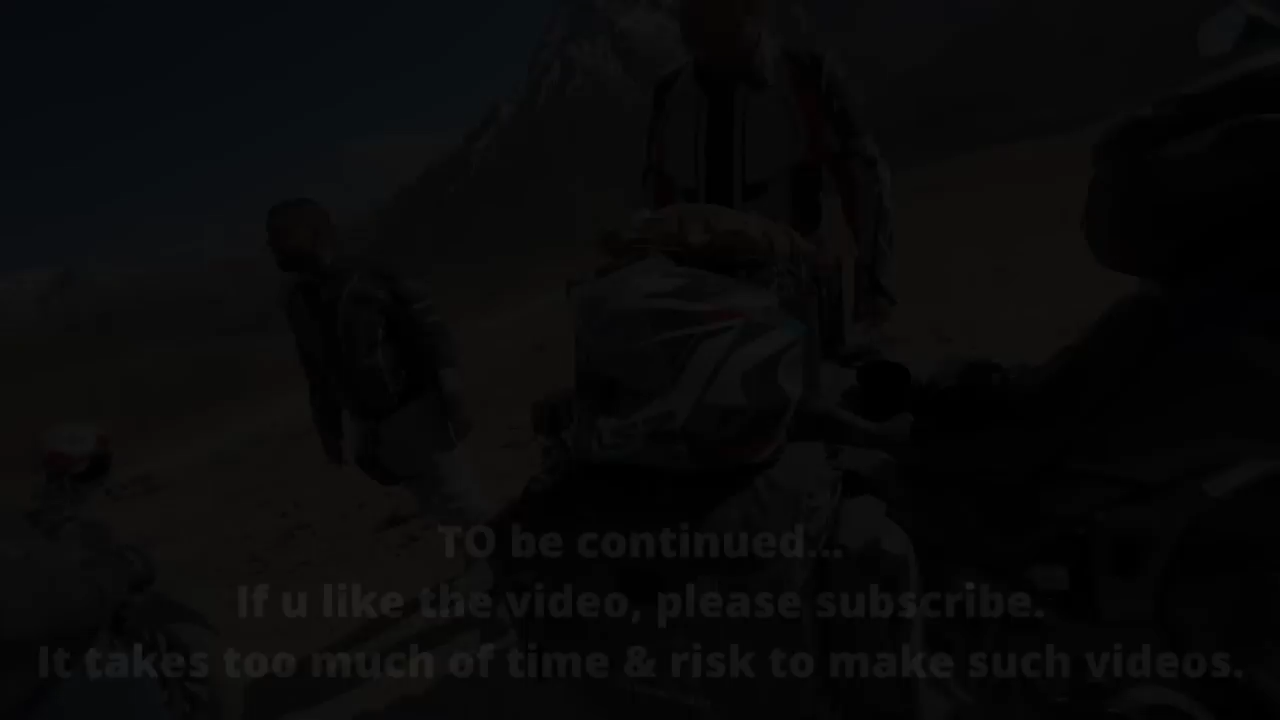 TO be continued...
If u like the video, please subscribe.
It takes too much of time & risk to make such videos.